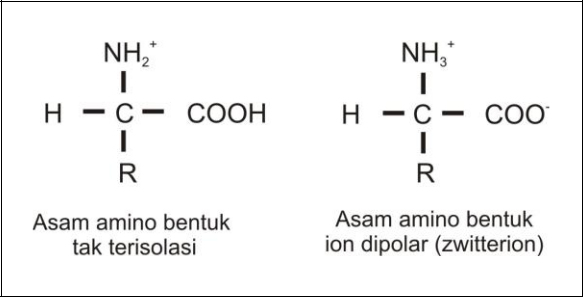 NH₂⁺ NH₃⁺
H – C – COOH H – C – COO⁻
R R
Asam amino bentuk
tak terisolasi
Asam amino bentuk
ion dipolar (zwitterion)